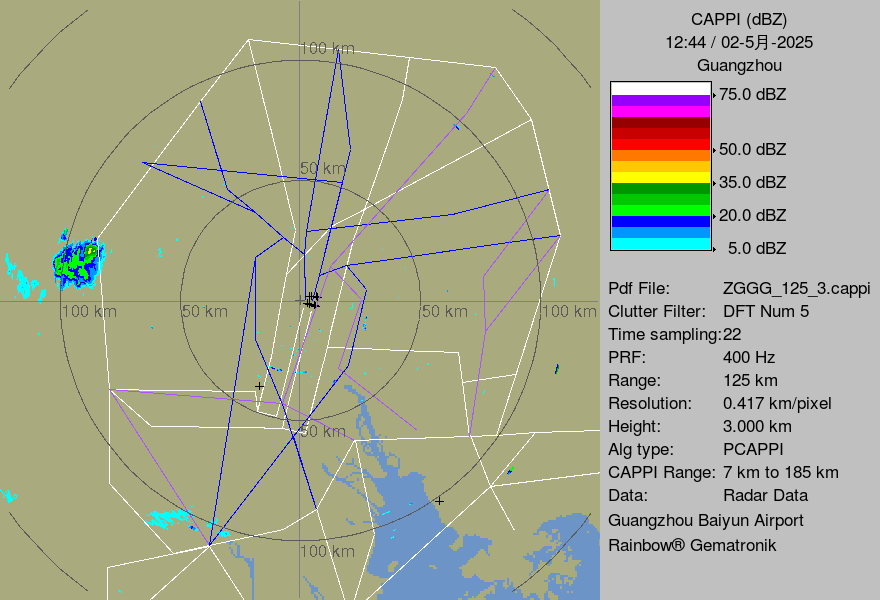 100 km
50 km
100 km
50 km
50 km
100 km
50 km
100 km
CAPPI (dBZ)
12:44 / 02-5月-2025
Guangzhou
75.0 dBZ
50.0 dBZ
35.0 dBZ
20.0 dBZ
5.0 dBZ
Pdf File: ZGGG_125_3.cappi
Clutter Filter: DFT Num 5
Time sampling:22
PRF: 400 Hz
Range: 125 km
Resolution: 0.417 km/pixel
Height: 3.000 km
Alg type: PCAPPI
CAPPI Range: 7 km to 185 km
Data: Radar Data
Guangzhou Baiyun Airport
Rainbow® Gematronik